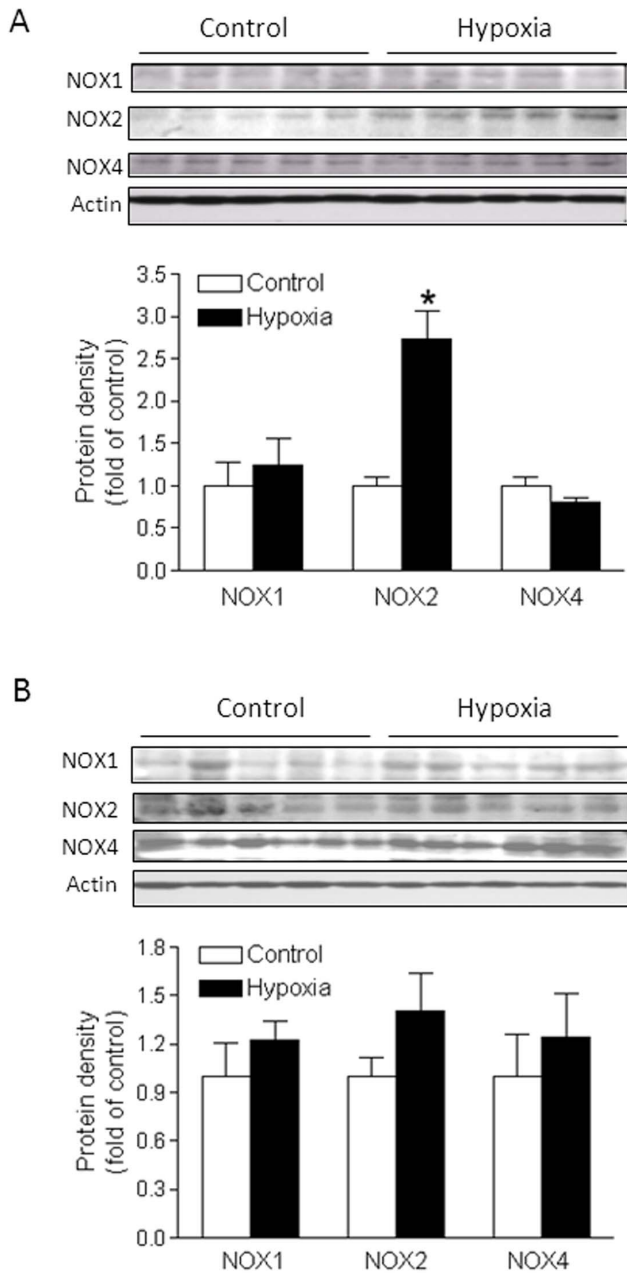 A
Control Hypoxia
NOX1
NOX2
NOX4
Actin
Protein density
(fold of control)
3.5
3.0
2.5
2.0
1.5
1.0
0.5
0.0
Control
Hypoxia
*
NOX1 NOX2 NOX4
B
Control Hypoxia
NOX1
NOX2
NOX4
Actin
Protein density
(fold of control)
1.8
1.5
1.2
0.9
0.6
0.3
0.0
Control
Hypoxia
NOX1 NOX2 NOX4